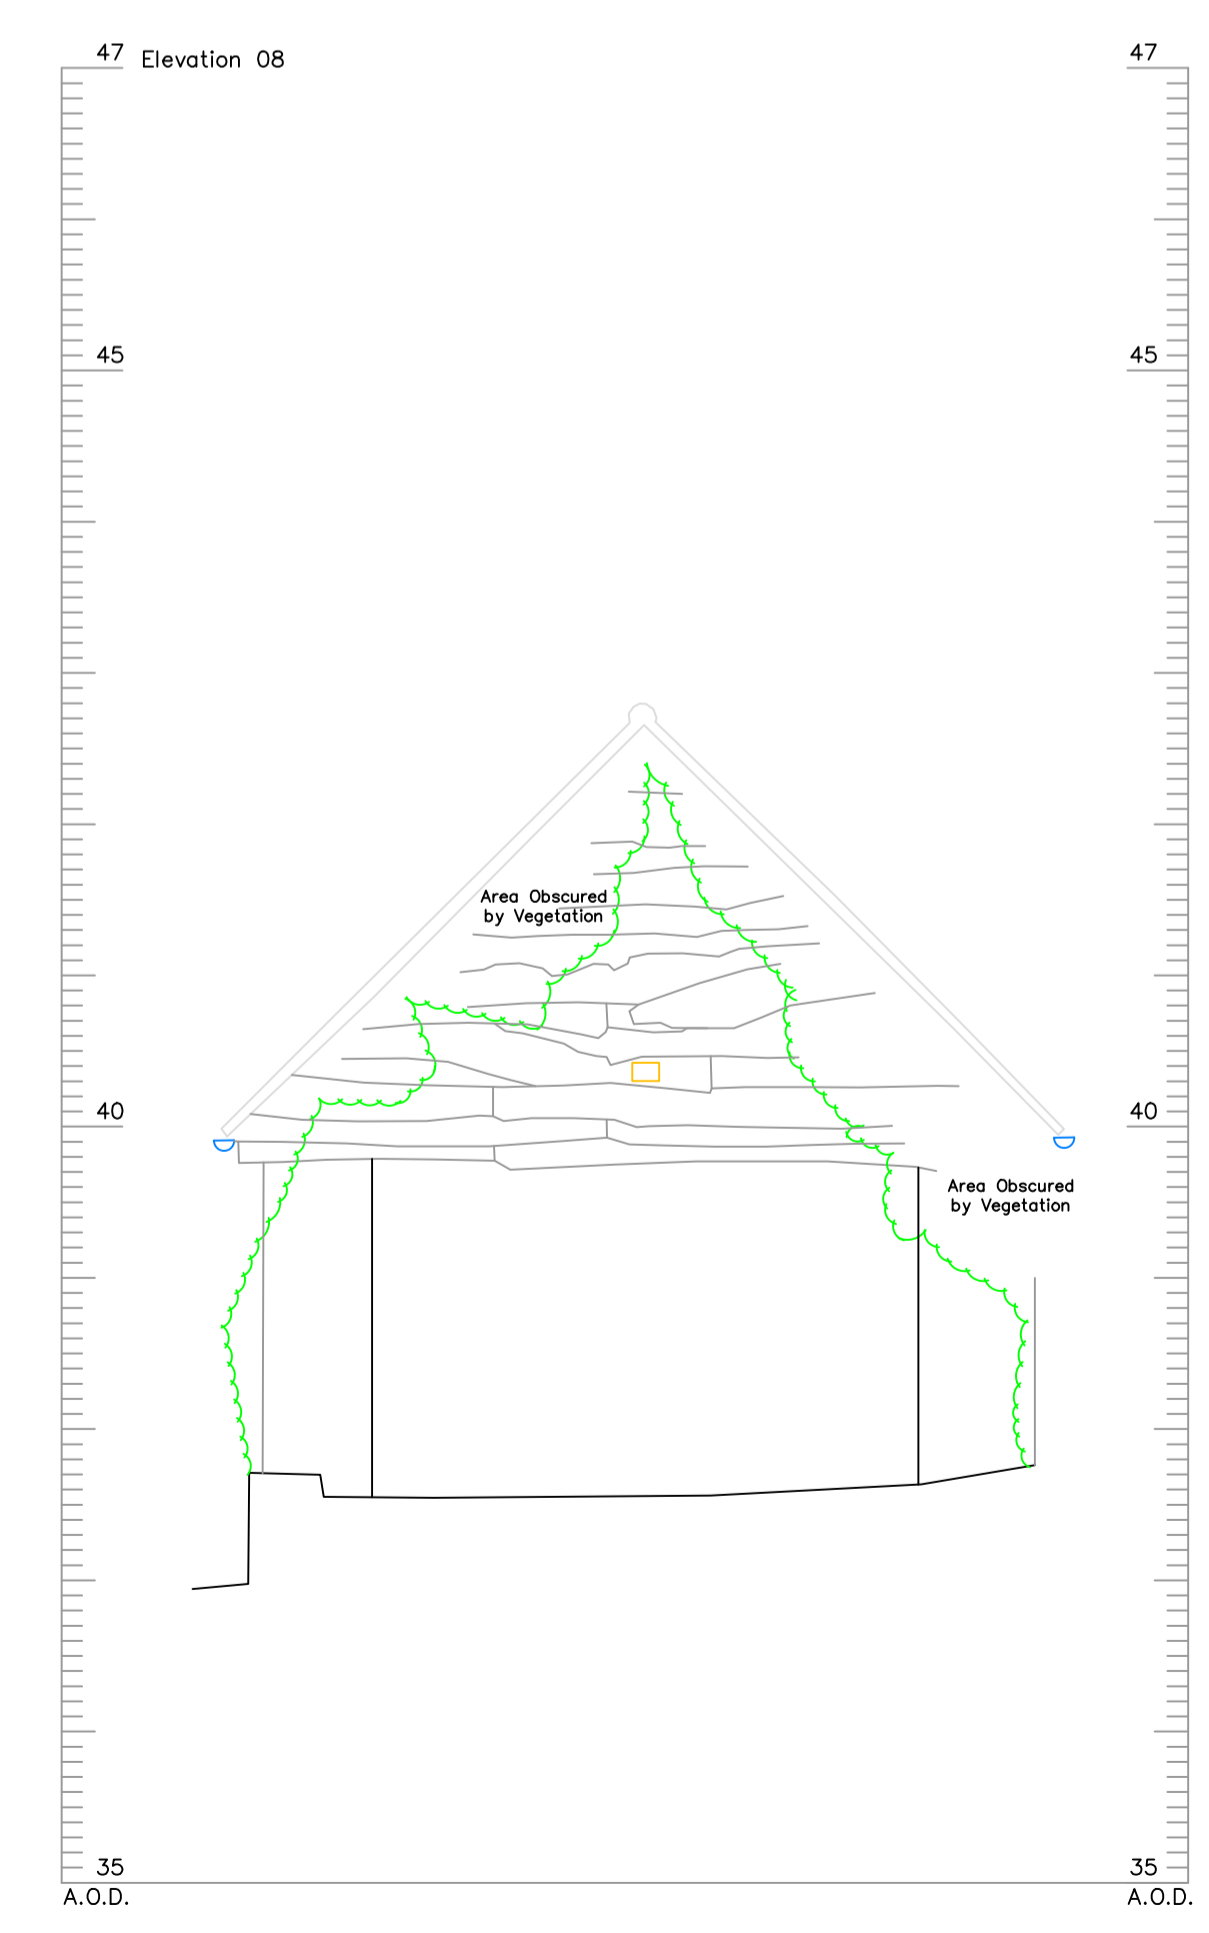 47 Elevation 08 47
45 45
Area Obscured
by Vegetation
40 40
Area Obscured
by Vegetation
35 35
A.O.D. A.O.D.